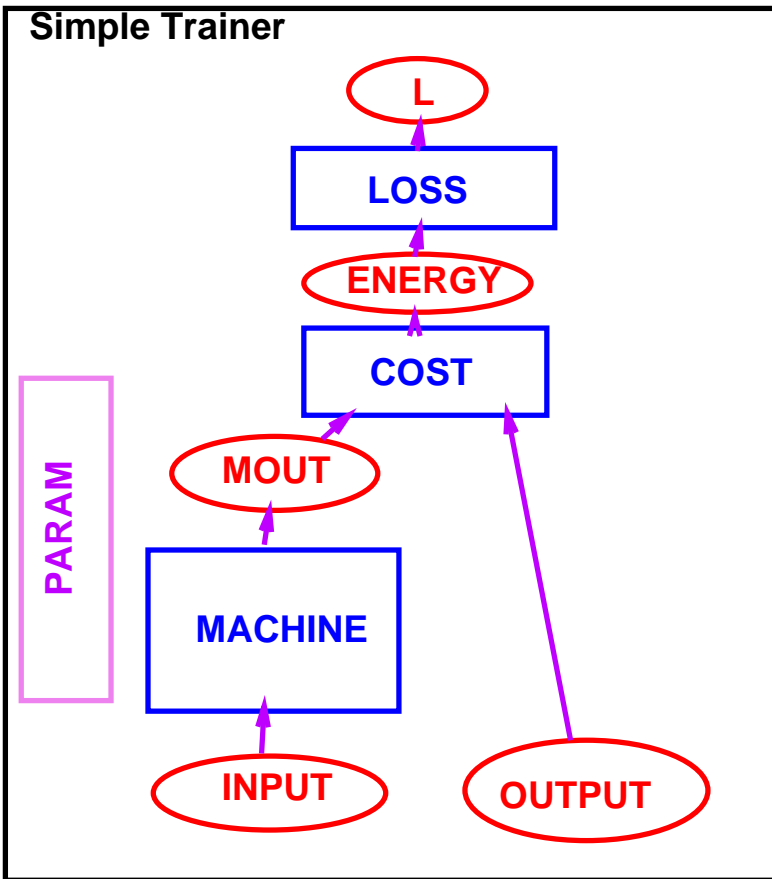 Simple Trainer
L
LOSS
ENERGY
COST
MOUT
PARAM
MACHINE
INPUT
OUTPUT